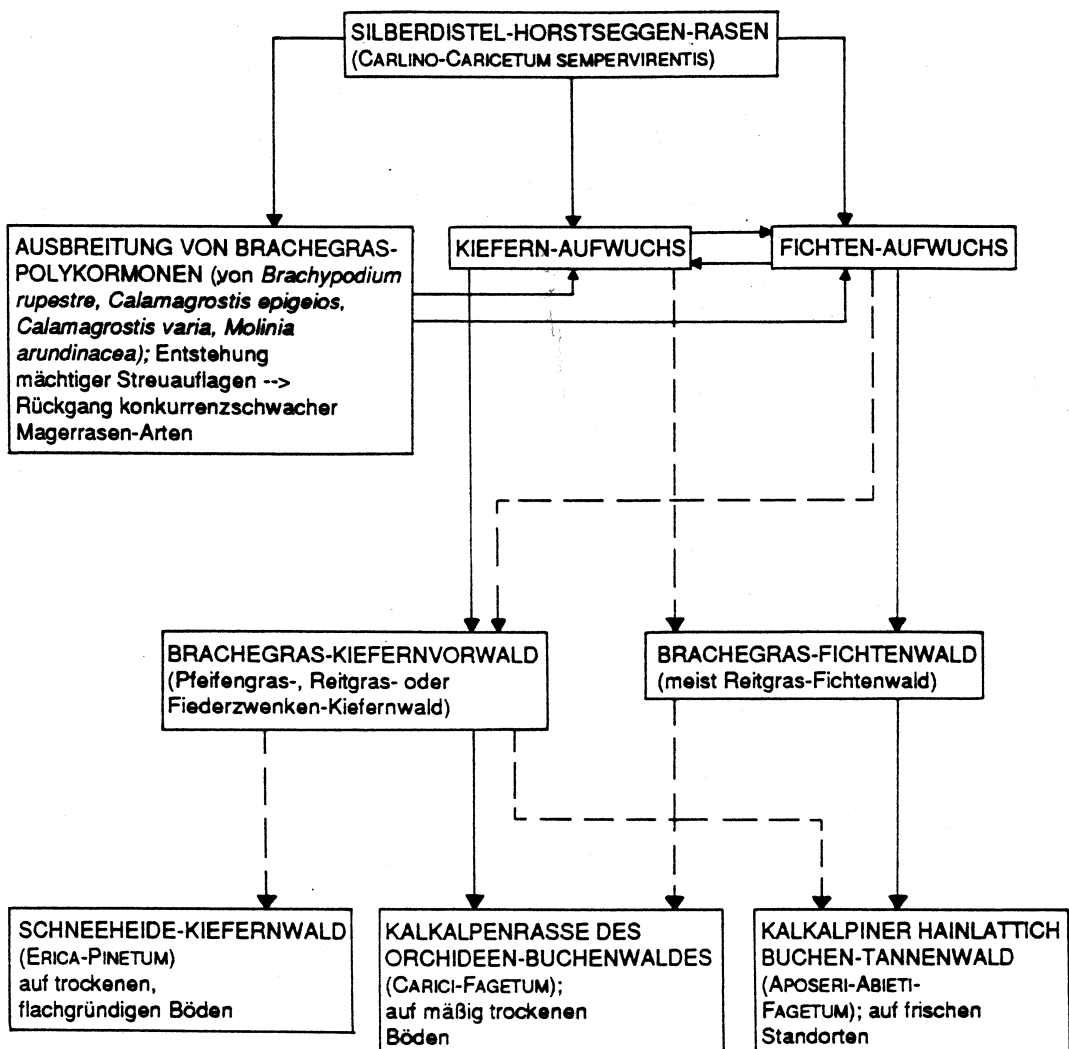 SILBERDISTEL-HORSTSEGGEN-RASEN
(CARLINO-CARICETUM SEMPERVIRENTIS)
AUSBREITUNG VON BRACHEGRAS-
POLYKORMONEN (von Brachypodium
rupestre, Calamagrostis epigeios,
Calamagrostis varia, Molinia
arundinacea); Entstehung
mächtiger Streuauflagen -->
Rückgang konkurrenzschwacher
Magerrasen-Arten
KIEFERN-AUFWUCHS
FICHTEN-AUFWUCHS
BRACHEGRAS-KIEFERNVORWALD
(Pfeifengras-, Reitgras- oder
Fiederzwenken-Kiefernwald)
BRACHEGRAS-FICHTENWALD
(meist Reitgras-Fichtenwald)
SCHNEEHEIDE-KIEFERNWALD
(ERICA-PINETUM)
auf trockenen,
flachgründigen Böden
KALKALPENRASSE DES
ORCHIDEEN-BUCHENWALDES
(CARICI-FAGETUM);
auf mäßig trockenen
Böden
KALKALPINER HAINLATTICH
BUCHEN-TANNENWALD
(APOSERI-ABIETI-
FAGETUM); auf frischen
Standorten